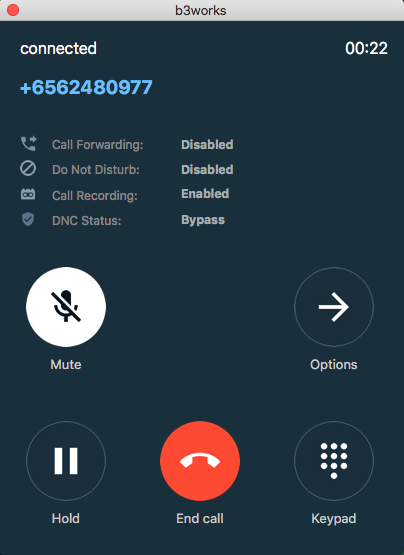 b3works
connected 00:22
+6562480977
Call Forwarding: Disabled
Do Not Disturb: Disabled
Call Recording: Enabled
DNC Status: Bypass
Mute Options
Hold End call Keypad